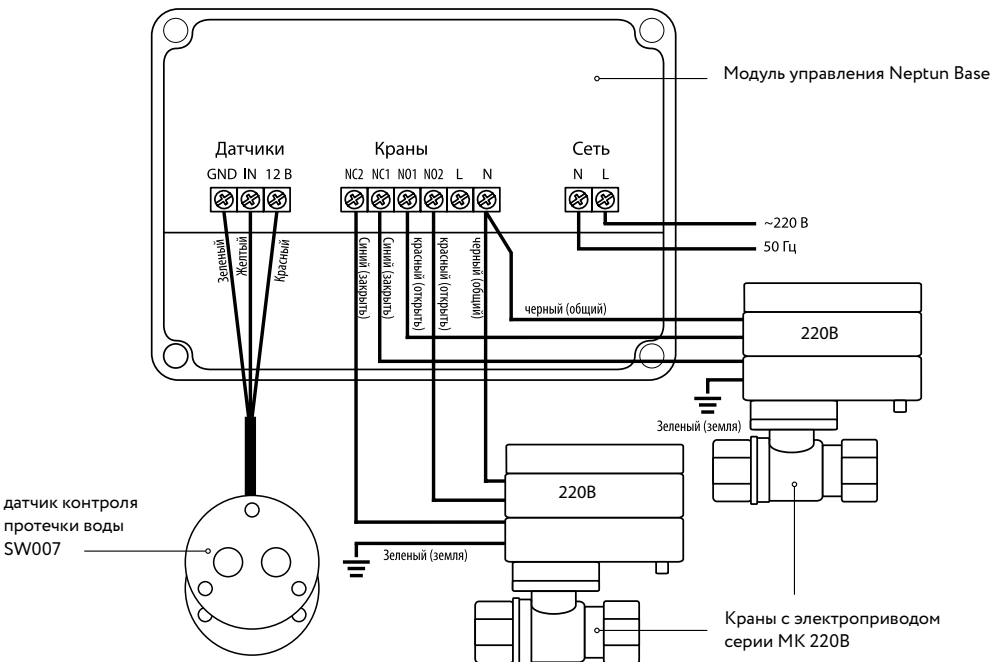 Модуль управления Neptun Base
Датчики
Краны
Сеть
GND IN 12 В
NC2 NC1 NO1 NO2 L N
N L
~220 В
50 Гц
Зеленый
Желтый
Красный
Синий (закрыть)
Синий (закрыть)
красный (открыть)
красный (открыть)
черный (общий)
черный (общий)
220В
Зеленый (земля)
220В
Зеленый (земля)
датчик контроля
протечки воды
SW007
Краны с электроприводом
серии МК 220В